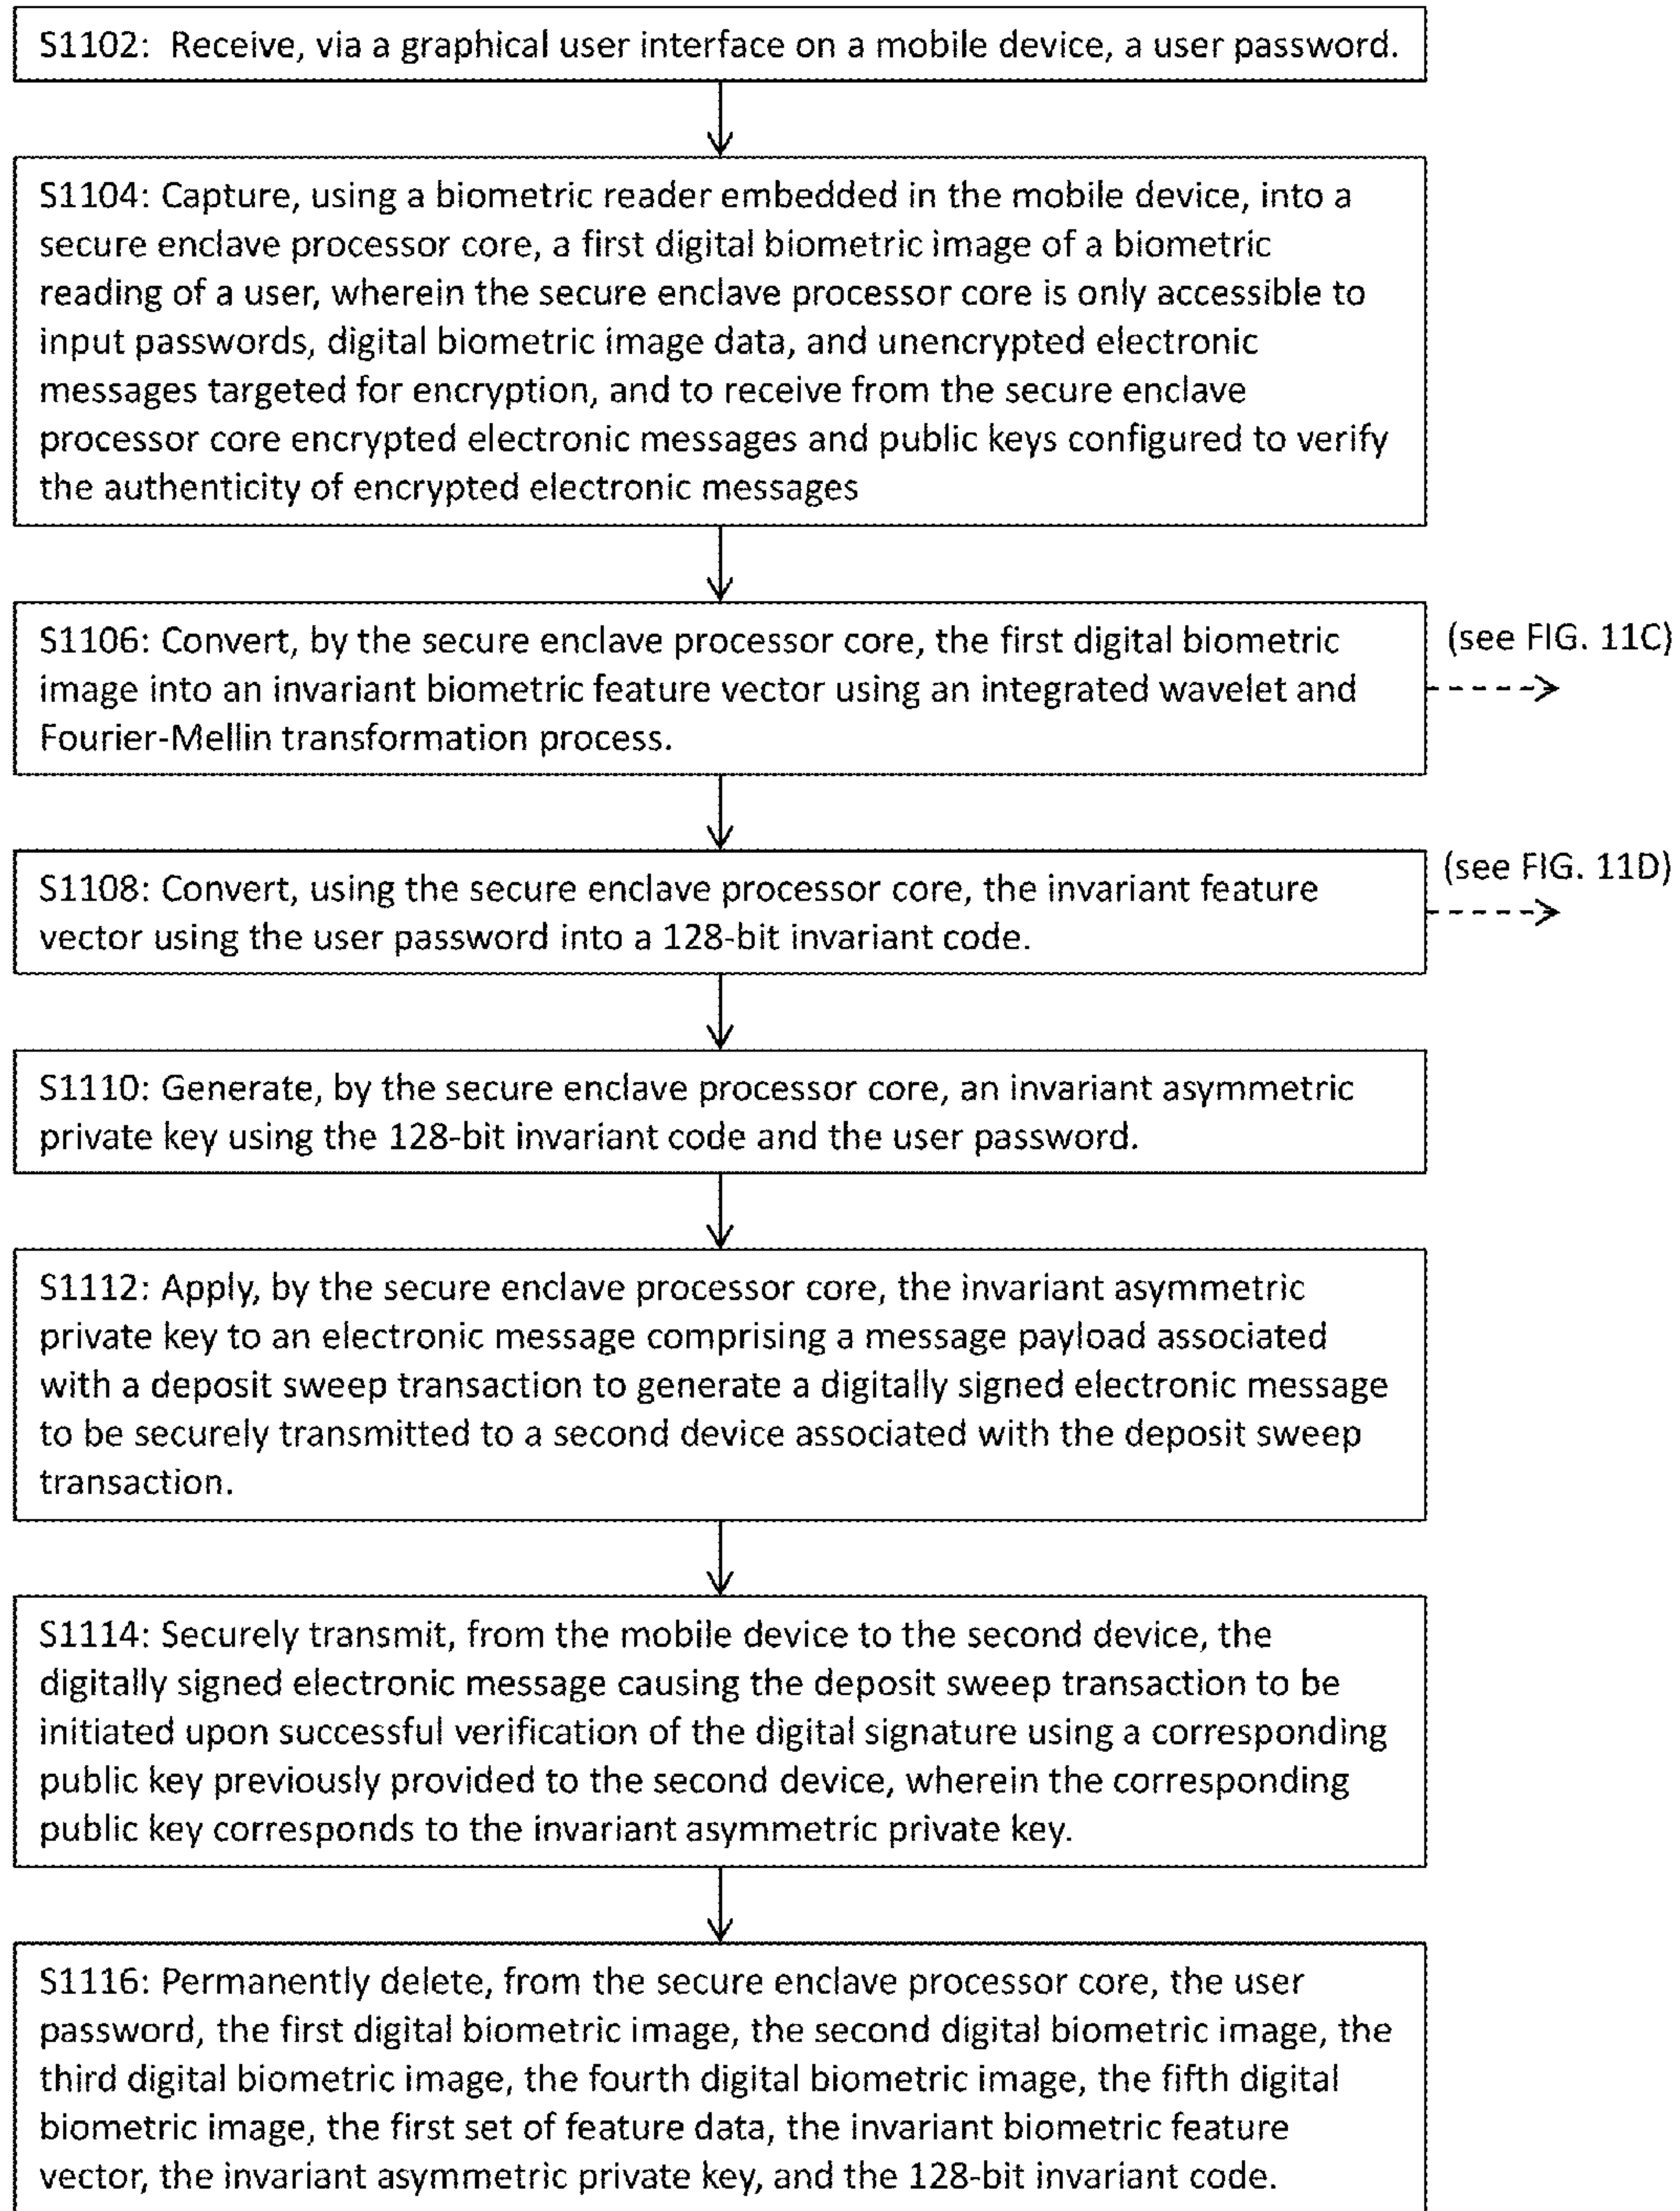 S1102:  Receive, via a graphical user interface on a mobile device, a user password.
S1104: Capture, using a biometric reader embedded in the mobile device, into a
secure enclave processor core, a first digital biometric image of a biometric
reading of a user, wherein the secure enclave processor core is only accessible to
input passwords, digital biometric image data, and unencrypted electronic
messages targeted for encryption, and to receive from the secure enclave
processor core encrypted electronic messages and public keys configured to verify
the authenticity of encrypted electronic messages
S1106: Convert, by the secure enclave processor core, the first digital biometric
image into an invariant biometric feature vector using an integrated wavelet and
Fourier-Mellin transformation process.
(see FIG. 11C)
S1108: Convert, using the secure enclave processor core, the invariant feature
vector using the user password into a 128-bit invariant code.
(see FIG. 11D)
S1110: Generate, by the secure enclave processor core, an invariant asymmetric
private key using the 128-bit invariant code and the user password.
S1112: Apply, by the secure enclave processor core, the invariant asymmetric
private key to an electronic message comprising a message payload associated
with a deposit sweep transaction to generate a digitally signed electronic message
to be securely transmitted to a second device associated with the deposit sweep
transaction.
S1114: Securely transmit, from the mobile device to the second device, the
digitally signed electronic message causing the deposit sweep transaction to be
initiated upon successful verification of the digital signature using a corresponding
public key previously provided to the second device, wherein the corresponding
public key corresponds to the invariant asymmetric private key.
S1116: Permanently delete, from the secure enclave processor core, the user
password, the first digital biometric image, the second digital biometric image, the
third digital biometric image, the fourth digital biometric image, the fifth digital
biometric image, the first set of feature data, the invariant biometric feature
vector, the invariant asymmetric private key, and the 128-bit invariant code.